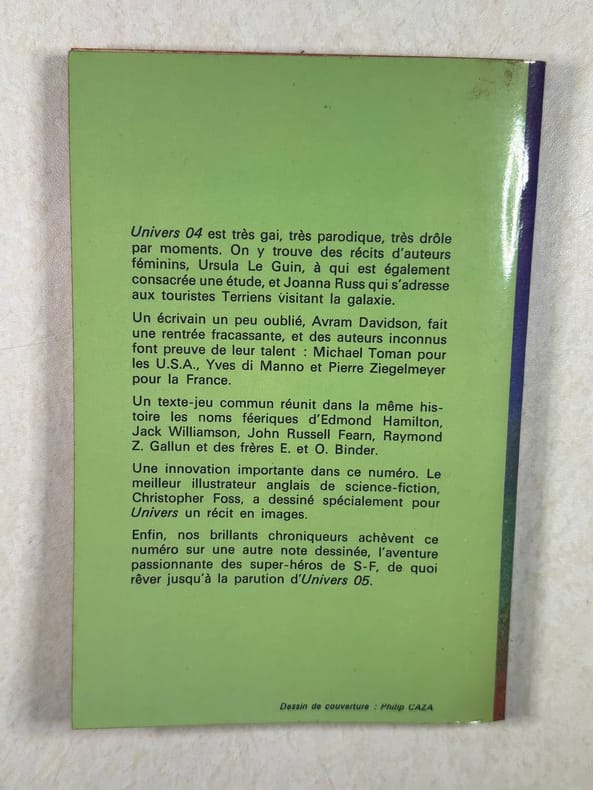 Univers 04 est très gai, très parodique, très drôle
par moments. On y trouve des récits d'auteurs
féminins, Ursula Le Guin, à qui est également
consacrée une étude, et Joanna Russ qui s'adresse
aux touristes Terriens visitant la galaxie.
Un écrivain un peu oublié, Avram Davidson, fait
une rentrée fracassante, et des auteurs inconnus
font preuve de leur talent : Michael Toman pour
les U.S.A., Yves di Manno et Pierre Ziegelmeyer
pour la France.
Un texte-jeu commun réunit dans la même his-
toire les noms féeriques d'Edmond Hamilton,
Jack Williamson, John Russell Fearn, Raymond
Z. Gallun et des frères E. et O. Binder.
Une innovation importante dans ce numéro. Le
meilleur illustrateur anglais de science-fiction,
Christopher Foss, a dessiné spécialement pour
Univers un récit en images.
Enfin, nos brillants chroniqueurs achèvent ce
numéro sur une autre note dessinée, l'aventure
passionnante des super-héros de S-F, de quoi
rêver jusqu'à la parution d'Univers 05.
Dessin de couverture : Philip CAZA